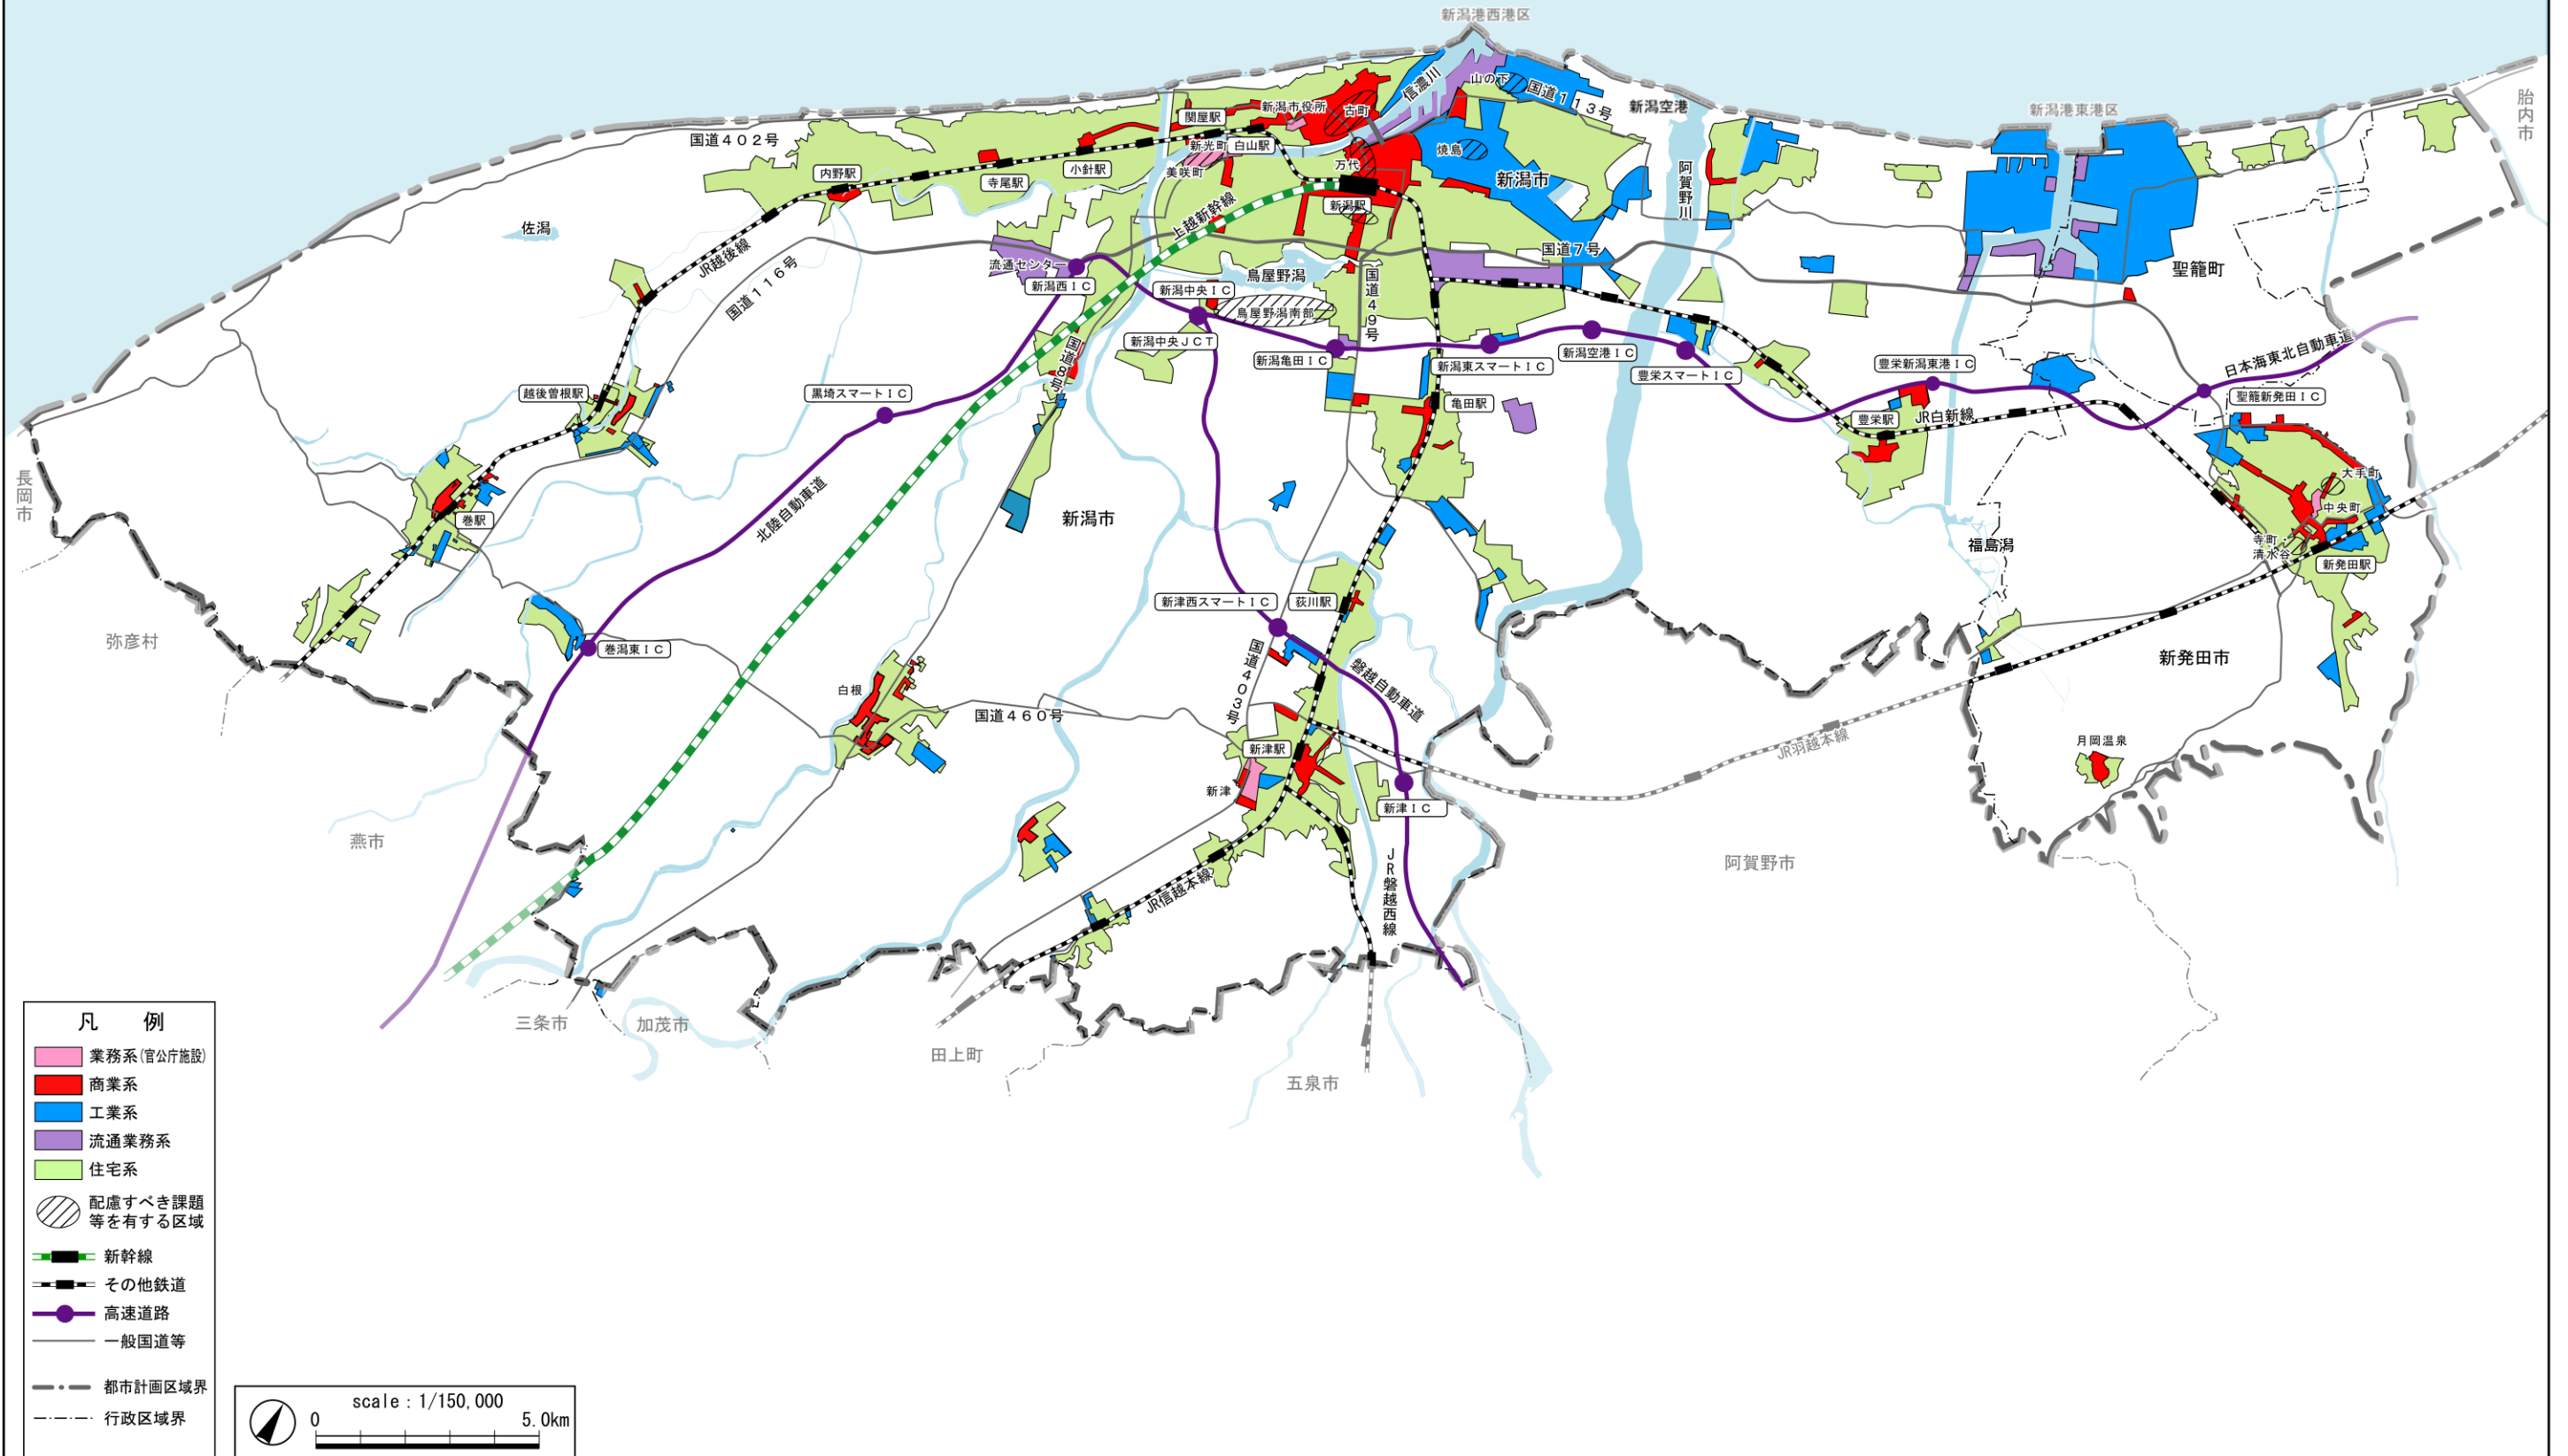 新潟港西港区
山の下
国道１１３号
新潟空港
新潟港東港区
胎内市
信濃川
新潟市役所
古町
関屋駅
国道４０２号
新光町
白山駅
焼島
万代
美咲町
小針駅
寺尾駅
内野駅
新潟市
阿賀野川
新潟駅
上越新幹線
佐潟
JR越後線
国道１１６号
流通センター
新潟西ＩＣ
鳥屋野潟
国道７号
国道４９号
聖籠町
新潟中央ＩＣ
鳥屋野潟南部
新潟中央ＪＣＴ
新潟亀田ＩＣ
新潟東スマートＩＣ
新潟空港ＩＣ
豊栄スマートＩＣ
豊栄新潟東港ＩＣ
日本海東北自動車道
聖籠新発田ＩＣ
国道８号
越後曽根駅
黒埼スマートＩＣ
亀田駅
豊栄駅
JR白新線
長岡市
巻駅
北陸自動車道
新潟市
福島潟
大手町
中央町
寺町・
清水谷
新発田駅
新津西スマートＩＣ
荻川駅
弥彦村
巻潟東ＩＣ
国道４０３号
磐越自動車道
新発田市
白根
国道４６０号
新津駅
JR羽越本線
月岡温泉
新津
新津ＩＣ
燕市
阿賀野市
ＪＲ磐越西線
JR信越本線
三条市
加茂市
田上町
五泉市
凡　例
業務系(官公庁施設)
商業系
工業系
流通業務系
住宅系
配慮すべき課題
等を有する区域
新幹線
その他鉄道
高速道路
一般国道等
都市計画区域界
行政区域界
scale : 1/150,000
0 5.0km